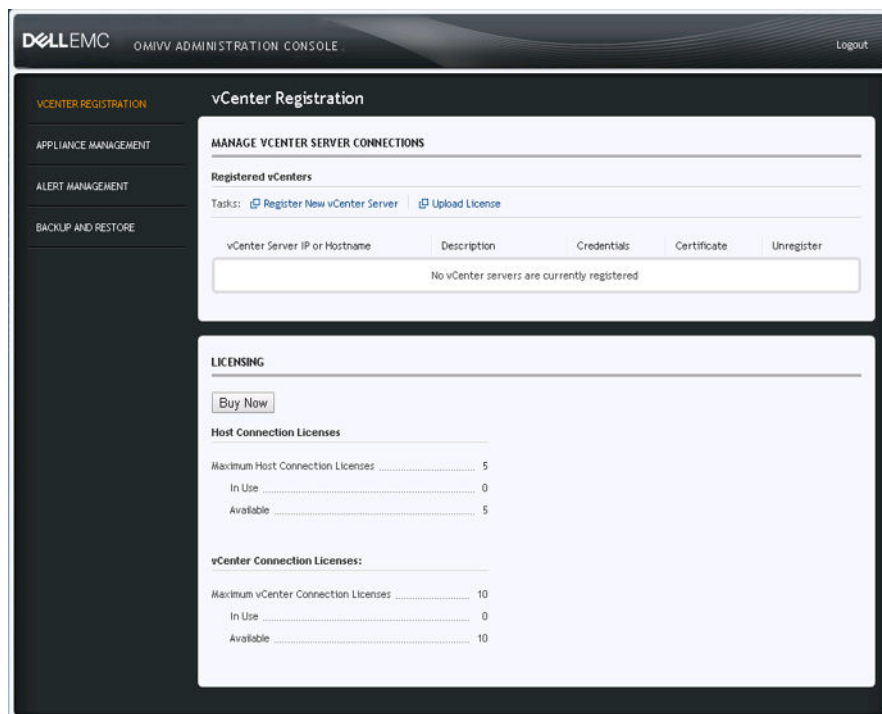 DELLEMC OMIVV ADMINISTRATION CONSOLE Logout
VCENTER REGISTRATION
APPLIANCE MANAGEMENT
ALERT MANAGEMENT
BACKUP AND RESTORE
vCenter Registration
MANAGE VCENTER SERVER CONNECTIONS
Registered vCenters
Tasks: Register New vCenter Server Upload License
vCenter Server IP or Hostname Description Credentials Certificate Unregister
No vCenter servers are currently registered
LICENSING
Buy Now
Host Connection Licenses
Maximum Host Connection Licenses 5
In Use 0
Available 5
vCenter Connection Licenses:
Maximum vCenter Connection Licenses 10
In Use 0
Available 10